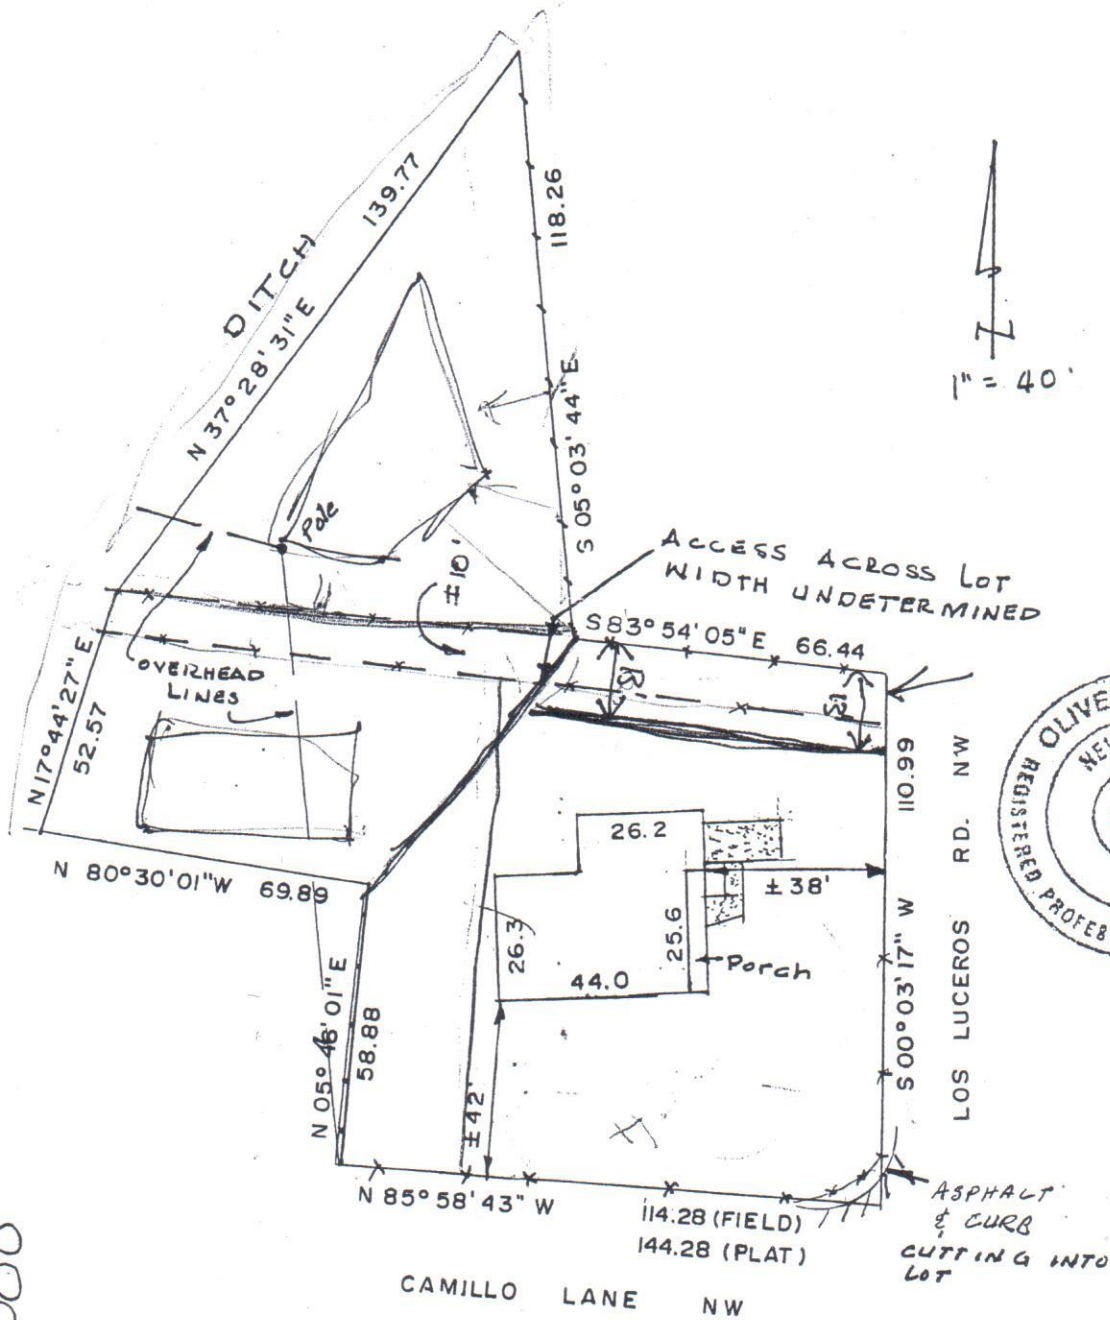 139.77
118.26
DITCH
N 37° 28' 31" E
1" = 40'
S 05° 03' 44" E
Pole
± 10'
ACCESS ACROSS LOT
WIDTH UNDETERMINED
S 83° 54' 05" E 66.44
OVERHEAD
LINES
N 17° 44' 27" E
52.57
13'
13'
110.99
LOS LUCEROS RD. NW
S 00° 03' 17" W
REGISTERED
OLIVE
26.2
± 38'
N 80° 30' 01" W 69.89
26.3
25.6
Porch
44.0
N 05° 46' 01" E
58.88
± 42'
N 85° 58' 43" W
114.28 (FIELD)
144.28 (PLAT)
ASPHALT
& CURB
CUTTING INTO
LOT
CAMILLO LANE NW